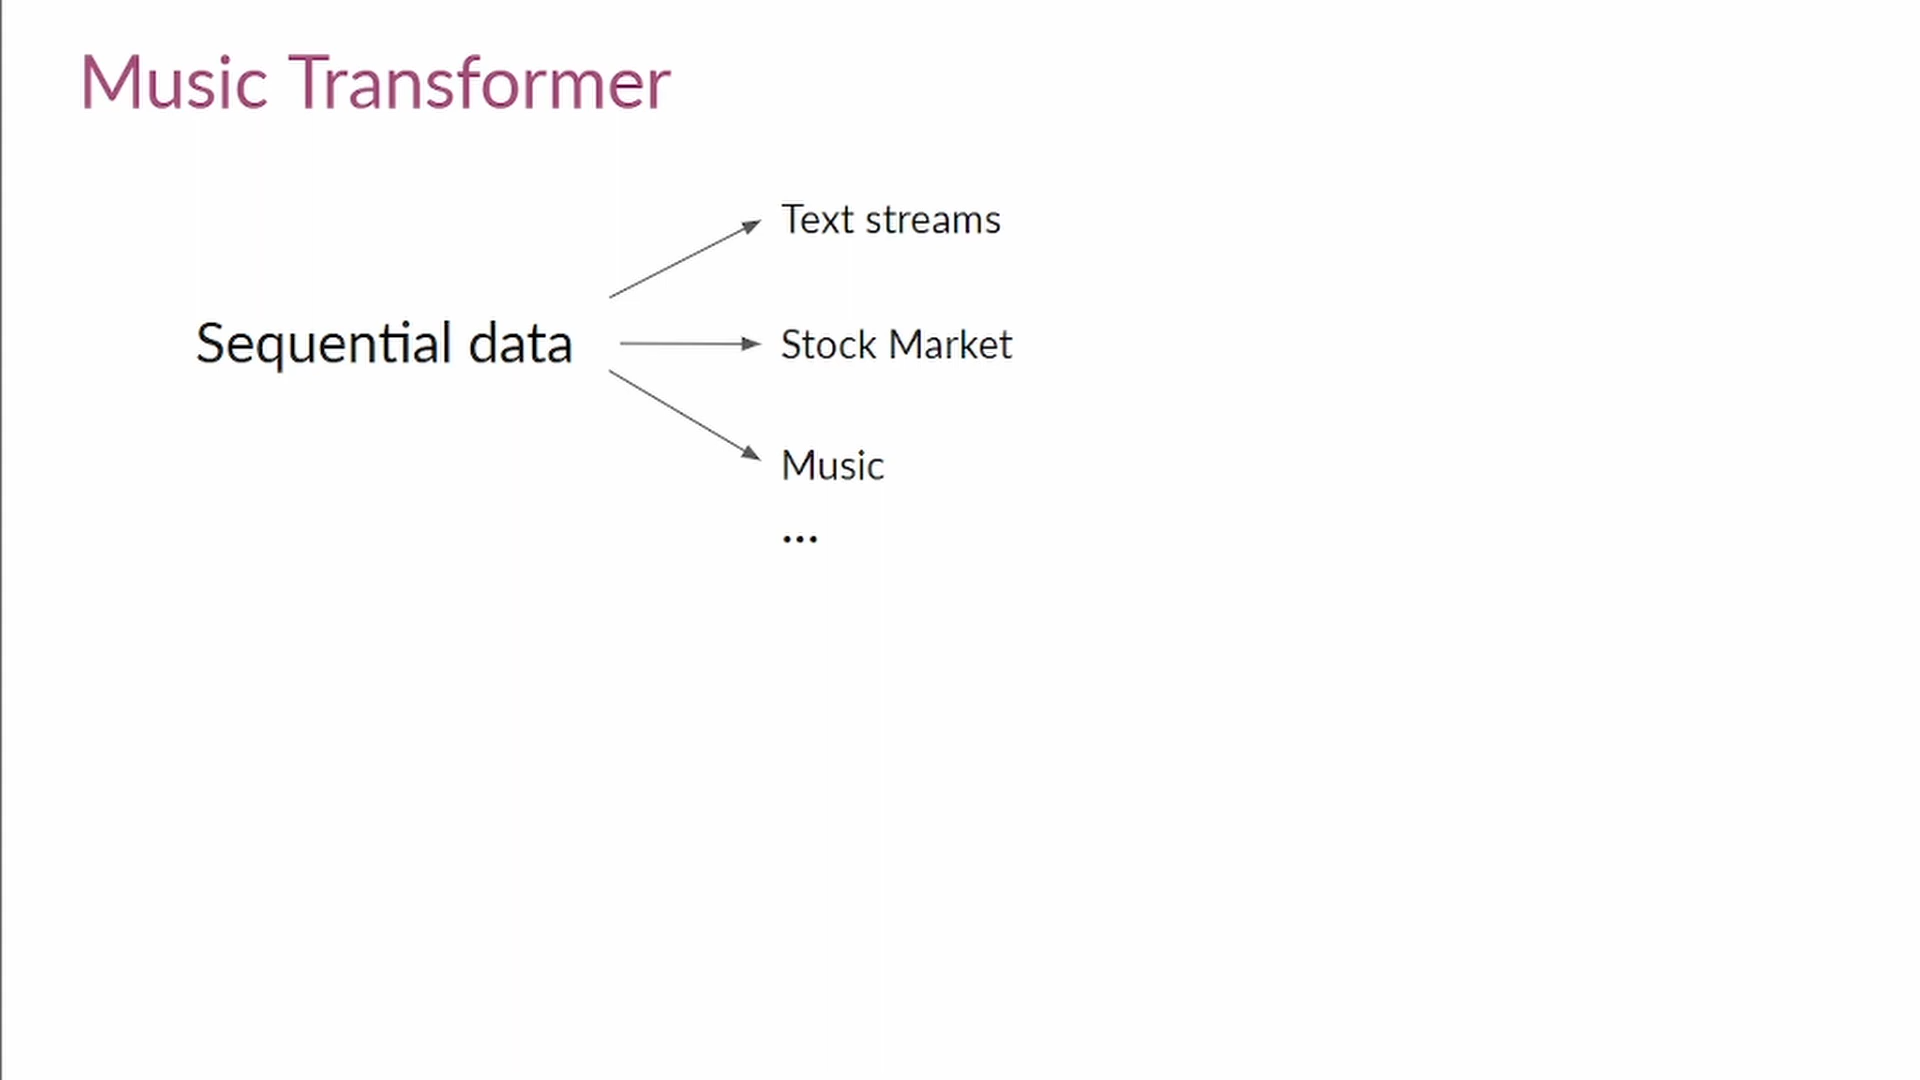 Music Transformer
Text streams
Sequential data
Stock Market
Music
...